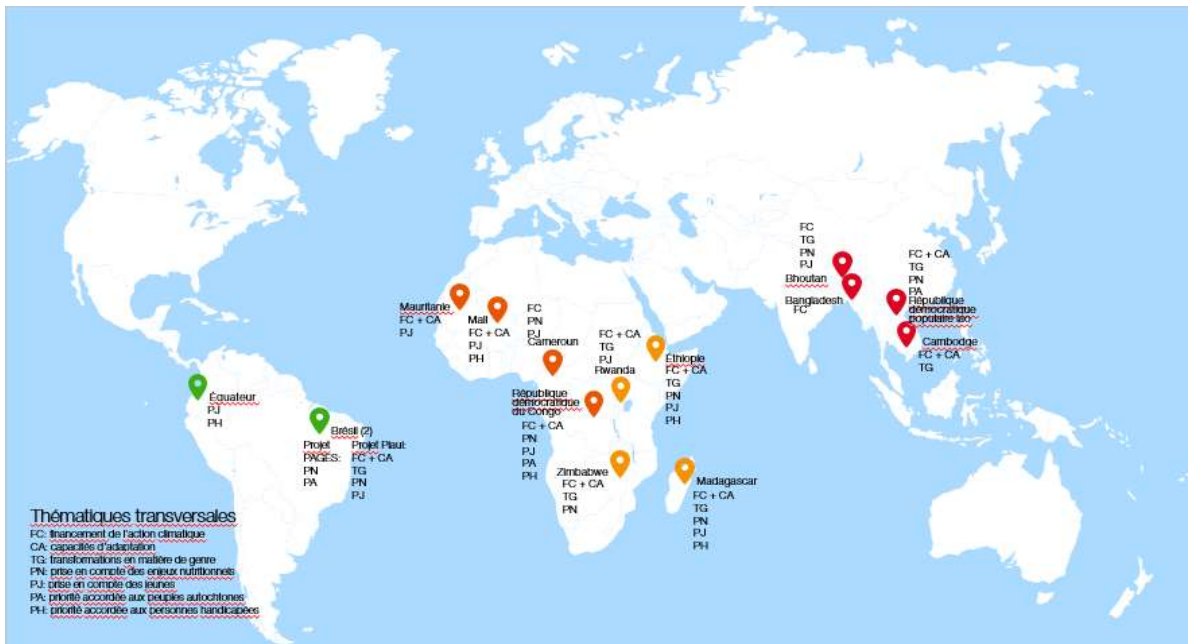 FC
TG
PN
PJ
Bhoutan
Bangladesh
FC
FC + CA
TG
PN
PA
République
démocratique
populaire lao
Cambodge
FC + CA
TG
Mauritanie
FC + CA
PJ
Mali
FC + CA
PJ
PH
FC
PN
PJ
Cameroun
FC + CA
TG
PJ
Rwanda
Éthiopie
FC + CA
TG
PN
PJ
PH
République
démocratique
du Congo
FC + CA
PN
PJ
PA
PH
Zimbabwe
FC + CA
TG
PN
Madagascar
FC + CA
TG
PN
PJ
PH
Équateur
PJ
PH
Brésil (2)
Projet
PAGES:
PN
PA
Projet Piauí:
FC + CA
TG
PN
PJ
Thématiques transversales
FC: financement de l'action climatique
CA: capacités d'adaptation
TG: transformations en matière de genre
PN: prise en compte des enjeux nutritionnels
PJ: prise en compte des jeunes
PA: priorité accordée aux peuples autochtones
PH: priorité accordée aux personnes handicapées